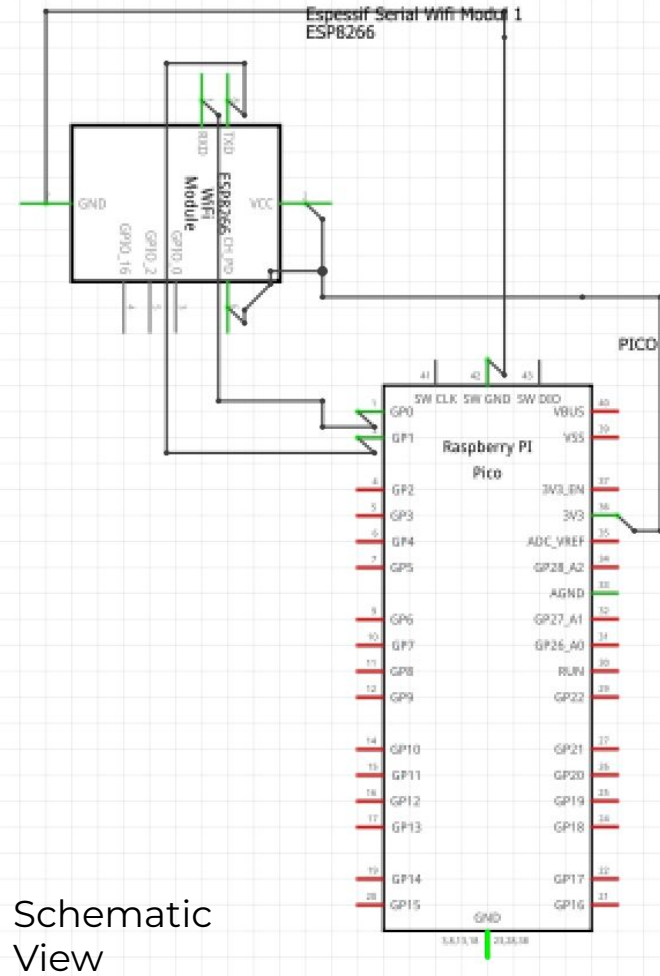 Espessif Serial Wifi Modul 1
ESP8266
RXD
TXD
GND
ESP8266
WiFi
Module
VCC
GPIO_16
GPIO_2
GPIO_0
CH_PD
4
PICO
41
42
43
SW CLK
SW GND
SW DIO
1
GP0
VBUS
40
GP1
VSS
39
Raspberry PI
Pico
4
GP2
3V3_EN
37
5
GP3
3V3
36
6
GP4
ADC_VREF
35
7
GP5
GP28_A2
34
AGND
33
9
GP6
GP27_A1
32
10
GP7
GP26_A0
31
11
GP8
RUN
30
12
GP9
GP22
29
14
GP10
GP21
27
15
GP11
GP20
26
16
GP12
GP19
25
17
GP13
GP18
24
19
GP14
GP17
22
20
GP15
GP16
21
GND
Schematic
View